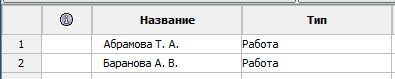 Название Тип
1 Абрамова Т. А. Работа
2 Баранова А. В. Работа